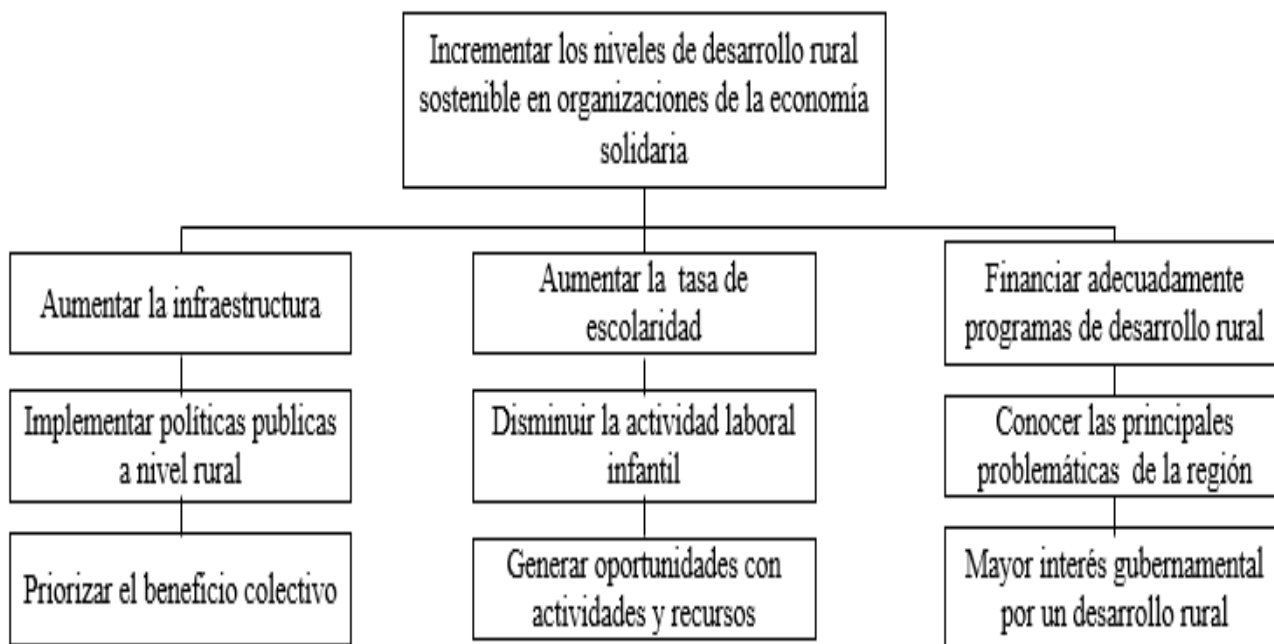 Incrementar los niveles de desarrollo rural
sostenible en organizaciones de la economía
solidaria
Aumentar la infraestructura
Aumentar la tasa de
escolaridad
Financiar adecuadamente
programas de desarrollo rural
Implementar políticas publicas
a nivel rural
Disminuir la actividad laboral
infantil
Conocer las principales
problemáticas de la región
Priorizar el beneficio colectivo
Generar oportunidades con
actividades y recursos
Mayor interés gubernamental
por un desarrollo rural